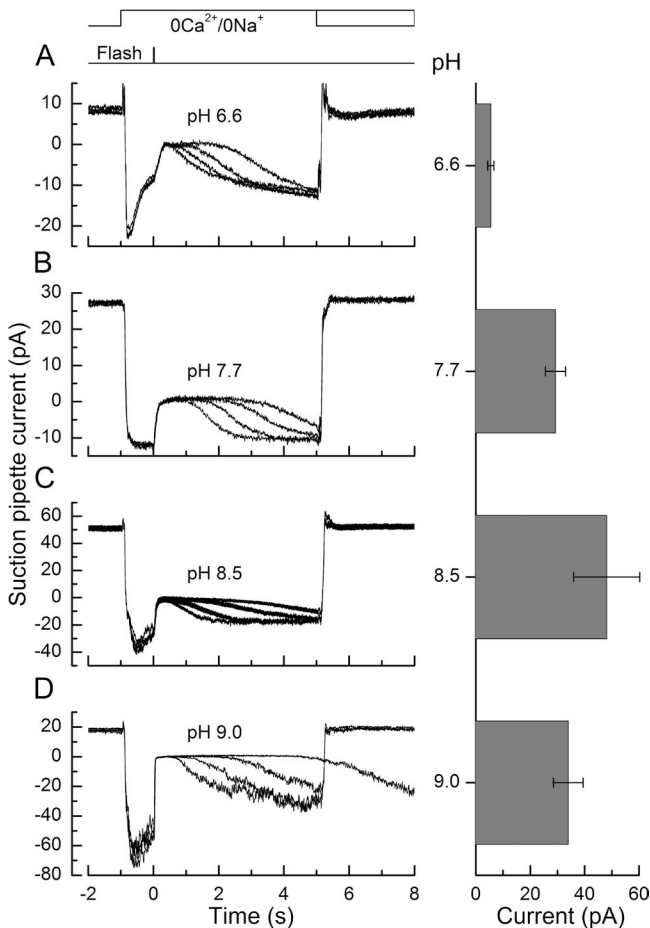 0Ca²⁺/0Na⁺
Flash
A
pH 6.6
10
0
-10
-20
B
pH 7.7
30
20
10
0
-10
C
pH 8.5
60
40
20
0
-20
-40
D
pH 9.0
20
0
-20
-40
-60
-80
Suction pipette current (pA)
-2 0 2 4 6 8
Time (s)
pH
6.6
7.7
8.5
9.0
0 20 40 60
Current (pA)